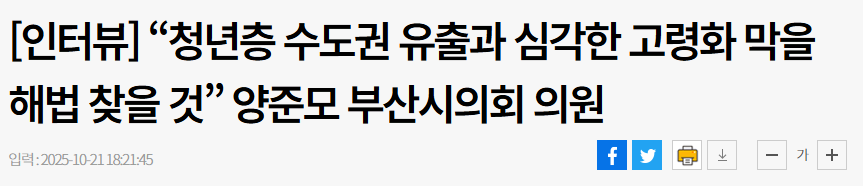 [인터뷰] “청년층 수도권 유출과 심각한 고령화 막을
해법 찾을 것” 양준모 부산시의회 의원
입력 : 2025-10-21 18:21:45
가